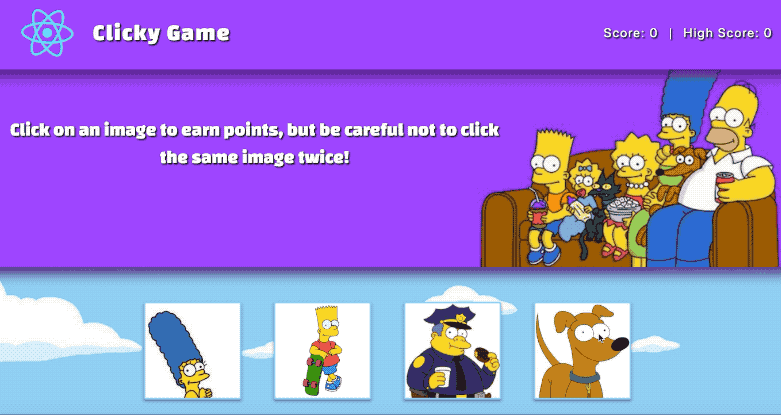 Clicky Game
Score: 0 | High Score: 0
Click on an image to earn points, but be careful not to click
the same image twice!